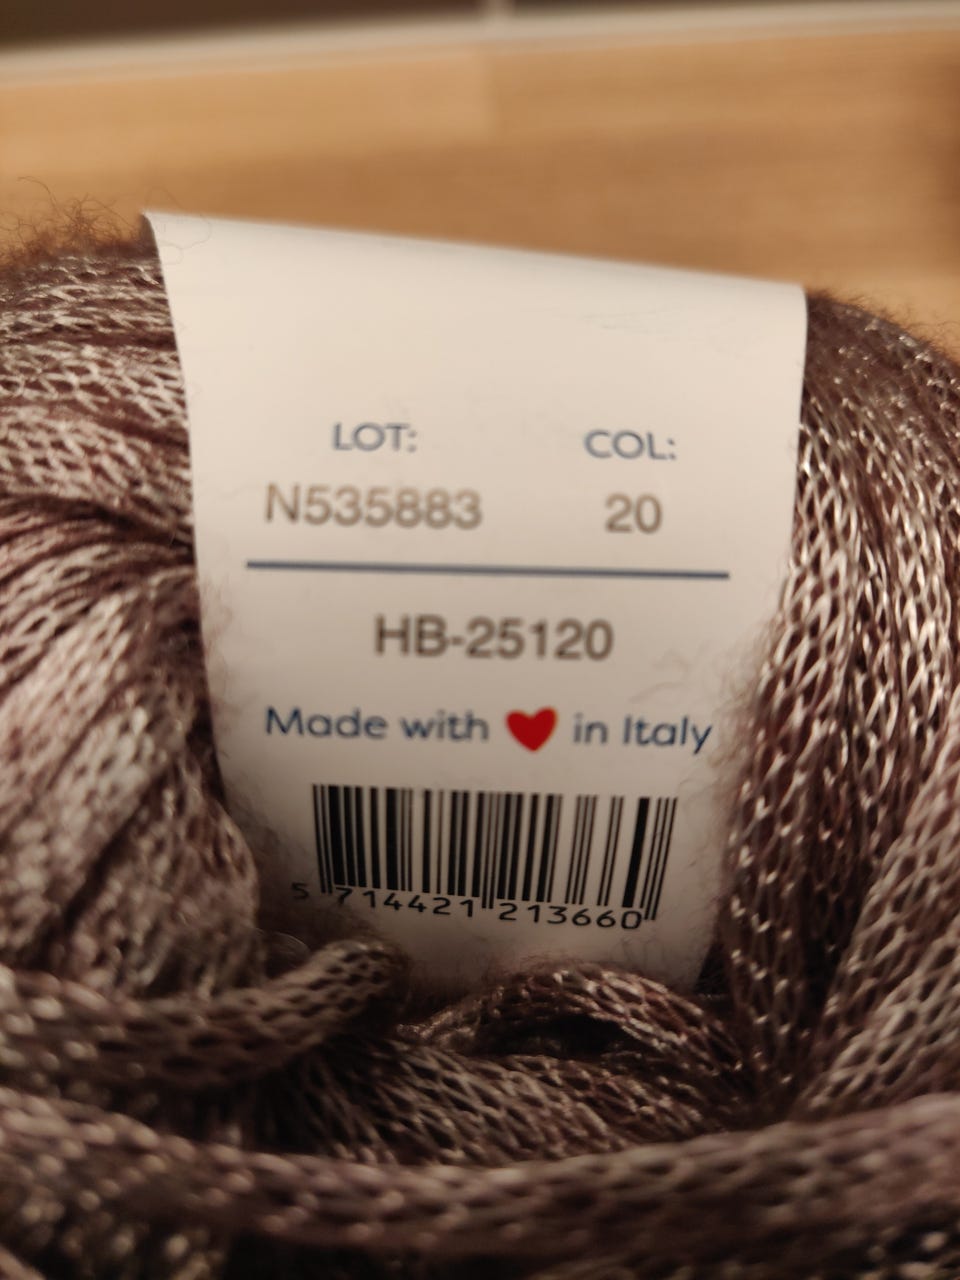 LOT: COL:
N535883 20
HB-25120
Made with ❤ in Italy
5 714421 213660